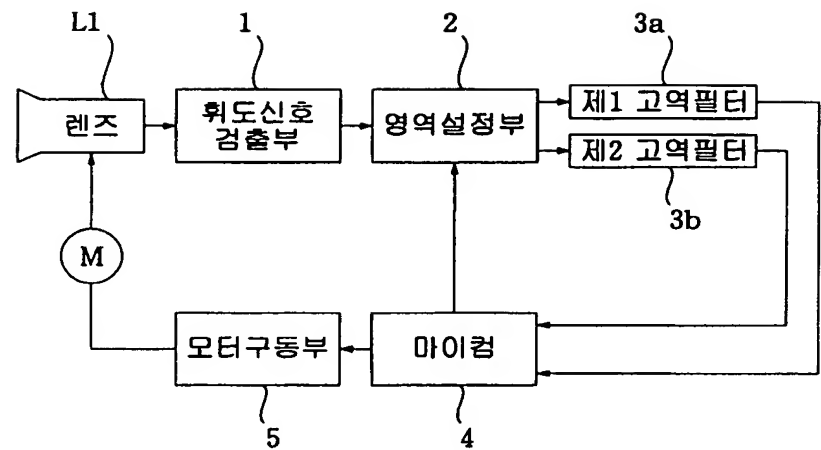 L1
1
2
3a
렌즈
휘도신호
검출부
영역설정부
제1 고역필터
제2 고역필터
3b
M
모터구동부
마이컴
5
4